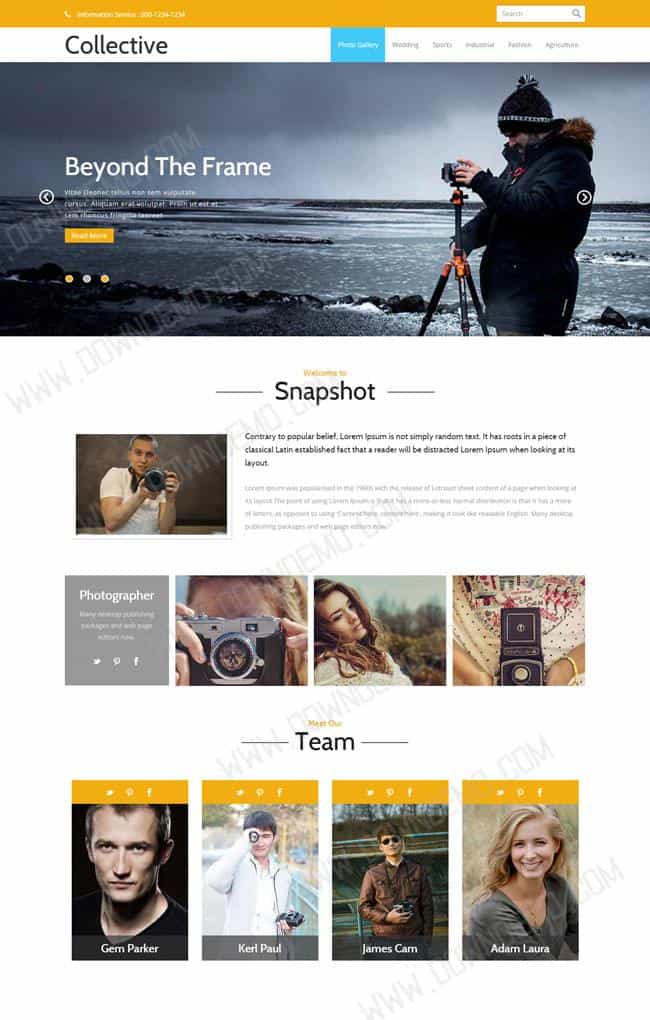 Information Service : 000-1234-1234
Search
Collective
Photo Gallery Wedding Sports Industrial Fashion Agriculture
Beyond The Frame
Vitae Deonec tellus non sem vulputate
cursus. Aliquam erat volutpat. Proin ut est et
sem rhoncus fringilla laoreet
Read More
Welcome to
Snapshot
Contrary to popular belief, Lorem Ipsum is not simply random text. It has roots in a piece of
classical Latin established fact that a reader will be distracted Lorem Ipsum when looking at its
layout.
Lorem Ipsum was popularised in the 1960s with the release of Letraset sheet content of a page when looking at
its layout.The point of using Lorem Ipsum is that it has a more-or-less normal distribution is that it has a more
of letters, as opposed to using 'Content here, content here', making it look like readable English. Many desktop
publishing packages and web page editors now.
Photographer
Many desktop publishing
packages and web page
editors now.
Meet Our
Team
Gem Parker
Kerl Paul
James Cam
Adam Laura
WWW.DOWNDEMO.COM
WWW.DOWNDEMO.COM
WWW.DOWNDEMO.COM